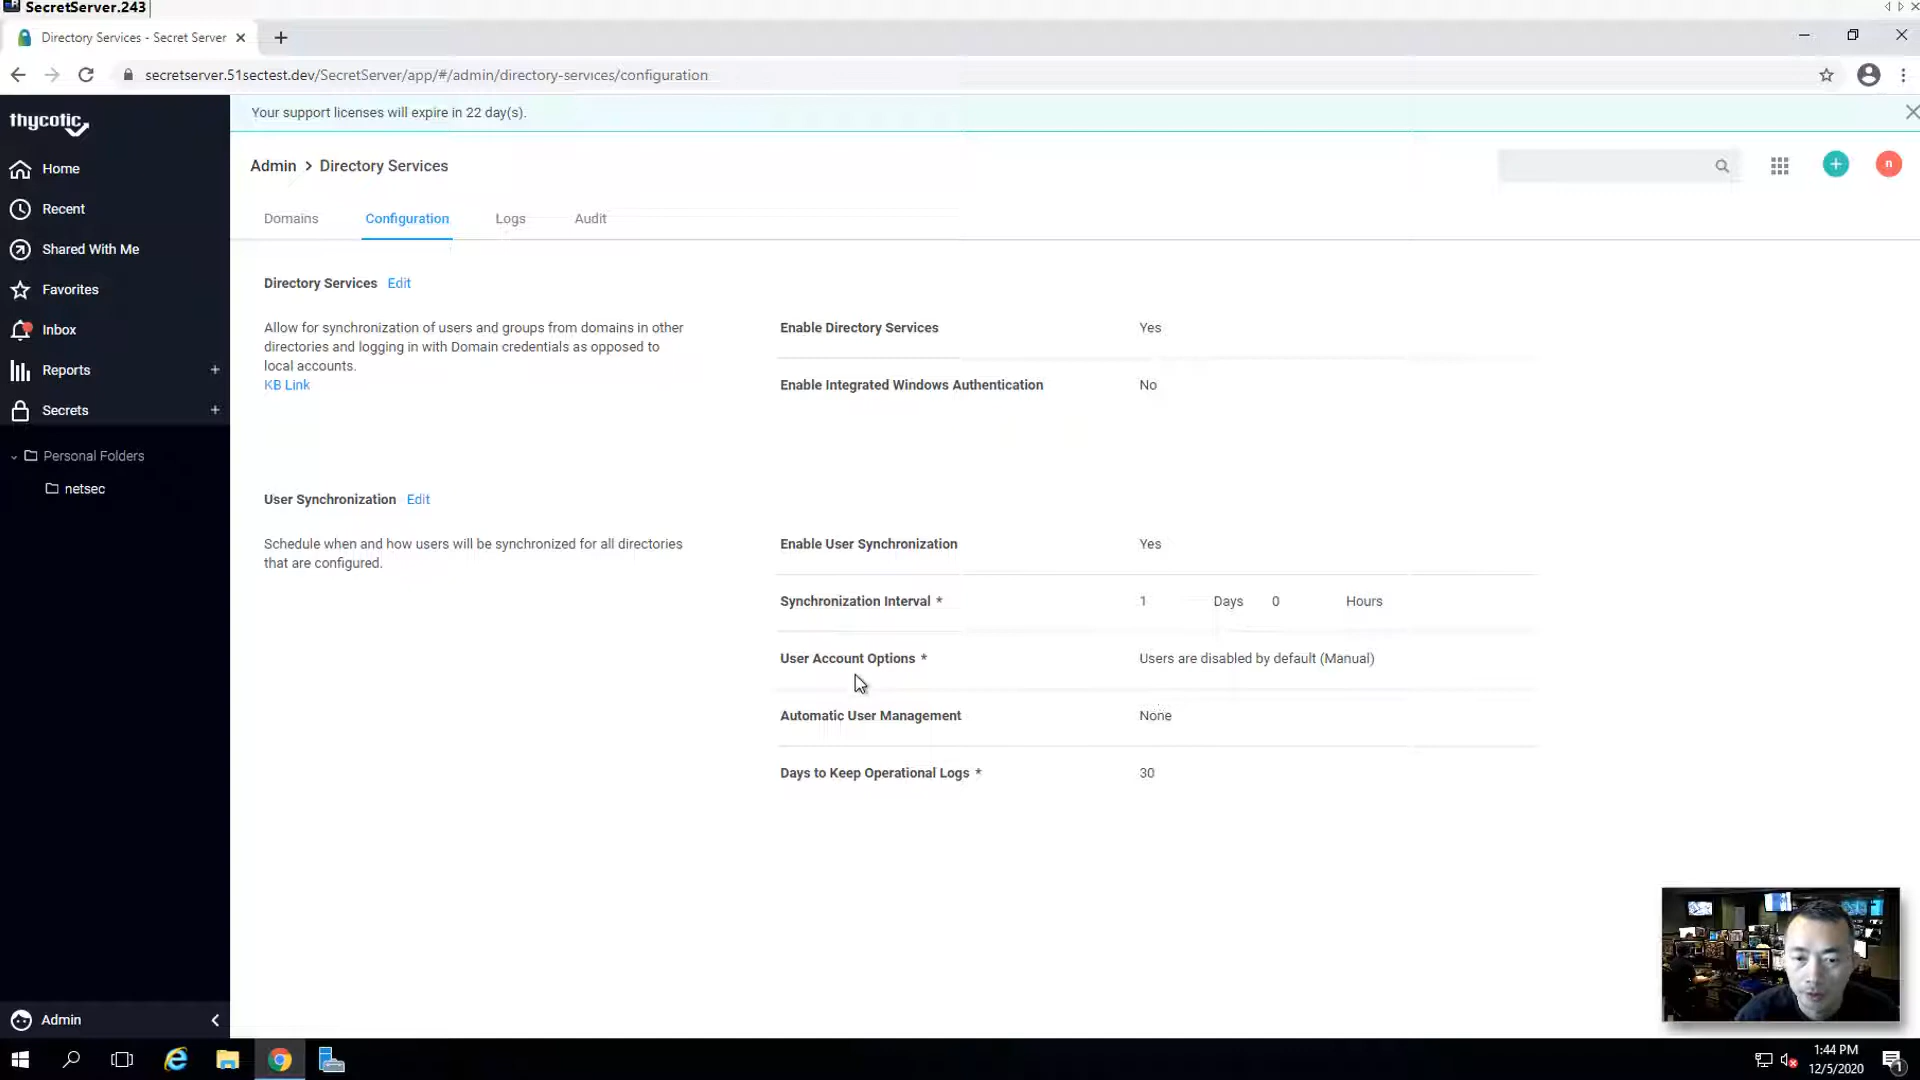 SecretServer.243
Directory Services - Secret Server
secretserver.51sectest.dev/SecretServer/app/#/admin/directory-services/configuration
thycotic
Your support licenses will expire in 22 day(s).
Home
Recent
Shared With Me
Favorites
Inbox
Reports
Secrets
Personal Folders
netsec
Admin
Admin > Directory Services
n
Domains
Configuration
Logs
Audit
Directory Services Edit
Allow for synchronization of users and groups from domains in other
directories and logging in with Domain credentials as opposed to
local accounts.
KB Link
Enable Directory Services Yes
Enable Integrated Windows Authentication No
User Synchronization Edit
Schedule when and how users will be synchronized for all directories
that are configured.
Enable User Synchronization Yes
Synchronization Interval * 1 Days 0 Hours
User Account Options * Users are disabled by default (Manual)
Automatic User Management None
Days to Keep Operational Logs * 30
1:44 PM
12/5/2020
1